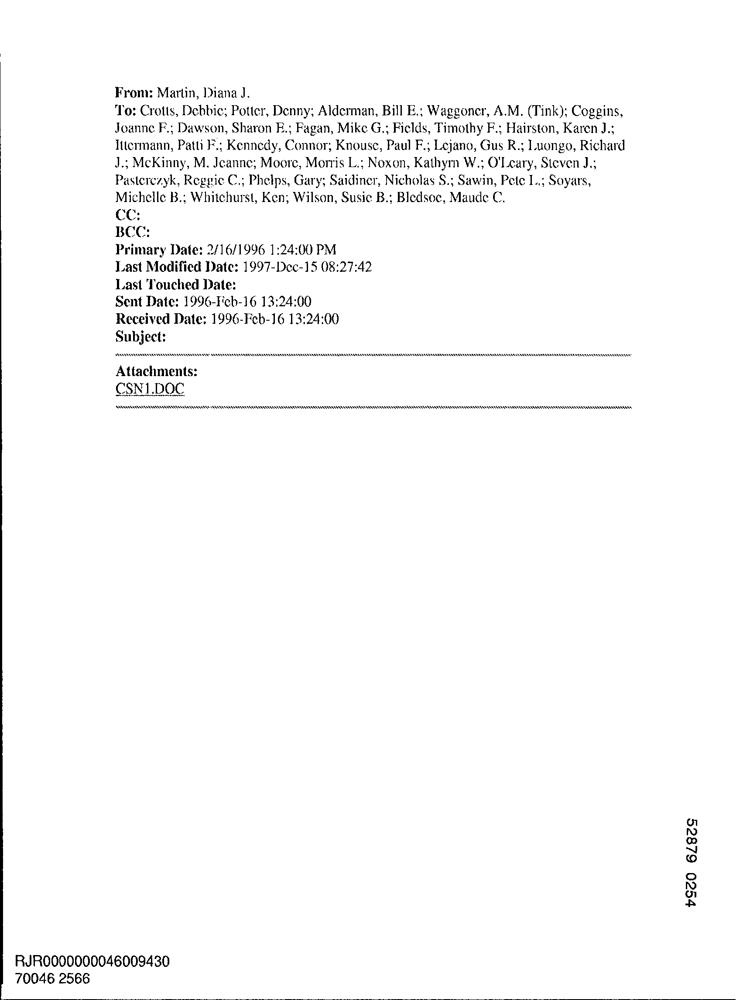 From: Martin, Diana J.
To: Crotts, Debbie; Potter, Denny; Alderman, Bill E.; Waggoner, A.M. (Tink); Coggins,
Joanne F.; Dawson, Sharon E.; Fagan, Mike G.; Fields, Timothy F.; Hairston, Karen J.;
Ittermann, Patti F.; Kennedy, Connor; Knouse, Paul F.; Lejano, Gus R.; Luongo, Richard
J.; McKinny, M. Jeanne; Moore, Morris L.; Noxon, Kathyrn W.; O'Leary, Steven J.;
Pasterczyk, Reggie C.; Phelps, Gary; Saidiner, Nicholas S.; Sawin, Pete L.; Soyars,
Michelle B.; Whitehurst, Ken; Wilson, Susie B.; Bledsoe, Maude C.
CC:
BCC:
Primary Date: 2/16/1996 1:24:00 PM
Last Modified Date: 1997-Dec-15 08:27:42
Last Touched Date:
Sent Date: 1996-Feb-16 13:24:00
Received Date: 1996-Feb-16 13:24:00
Subject:
Attachments:
CSN1.DOC
52879 0254
RJR0000000046009430
70046 2566